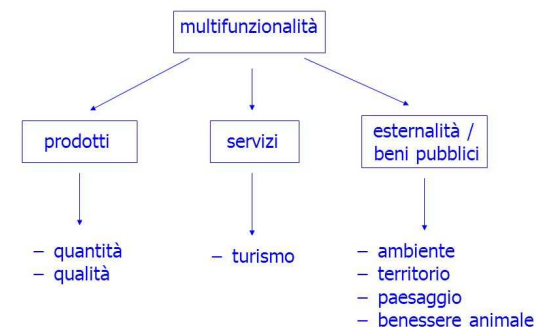 multifunzionalità
prodotti
servizi
esternalità /
beni pubblici
– quantità
– qualità
– turismo
– ambiente
– territorio
– paesaggio
– benessere animale